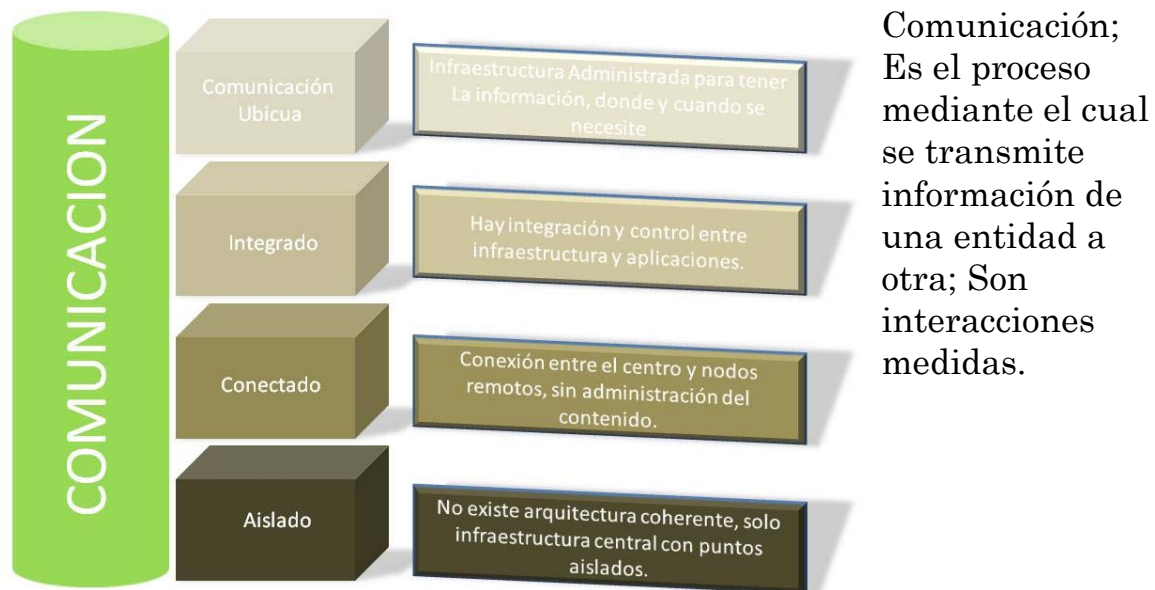 COMUNICACION
Comunicación
Ubicua
Infraestructura Administrada para tener
La información, donde y cuando se
necesite
Integrado
Hay integración y control entre
infraestructura y aplicaciones.
Conectado
Conexión entre el centro y nodos
remotos, sin administración del
contenido.
Aislado
No existe arquitectura coherente, solo
infraestructura central con puntos
aislados.
Comunicación;
Es el proceso
mediante el cual
se transmite
información de
una entidad a
otra; Son
interacciones
medidas.